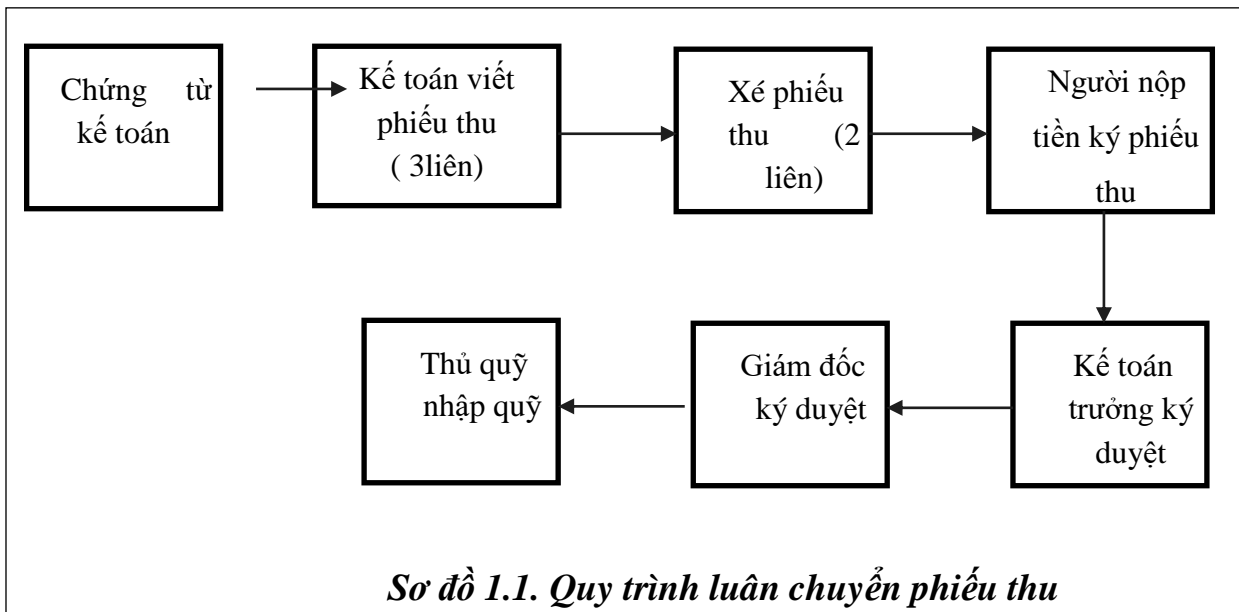 Chứng từ
kế toán
Kế toán viết
phiếu thu
( 3liên)
Xé phiếu
thu (2
liên)
Người nộp
tiền ký phiếu
thu
Thủ quỹ
nhập quỹ
Giám đốc
ký duyệt
Kế toán
trưởng ký
duyệt
Sơ đồ 1.1. Quy trình luân chuyển phiếu thu